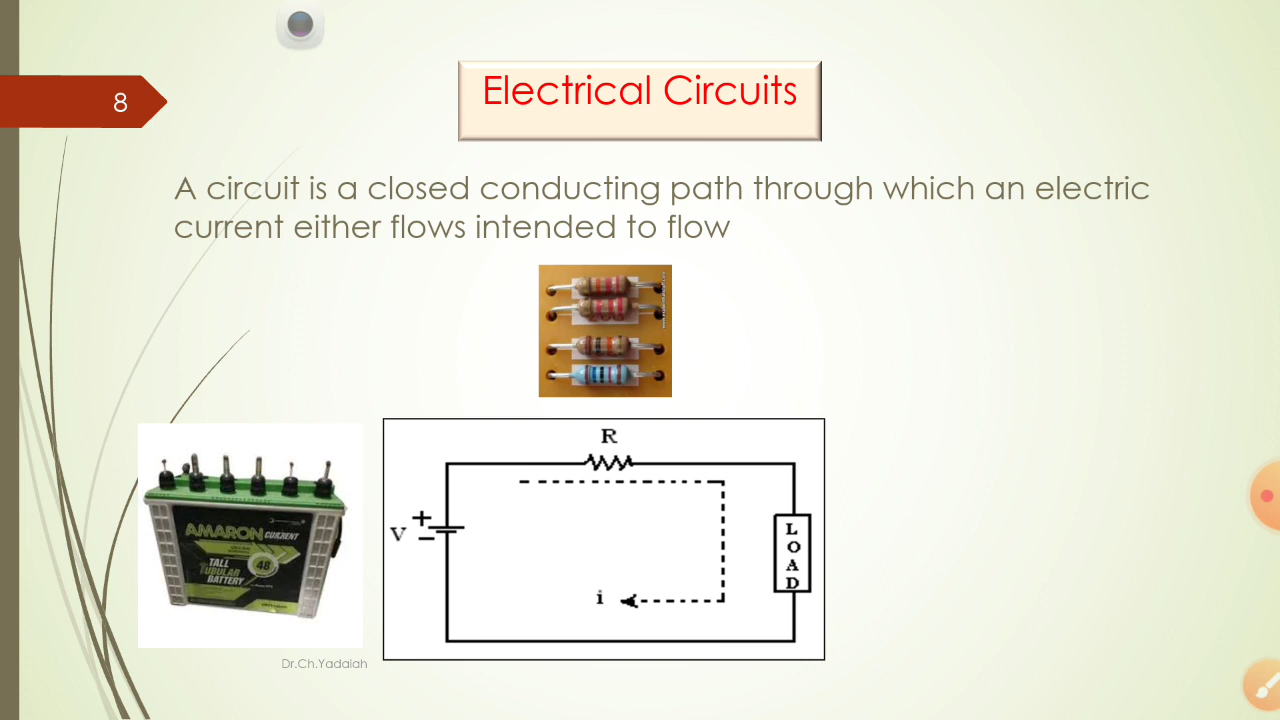 8
Electrical Circuits
A circuit is a closed conducting path through which an electric
current either flows intended to flow
R
V
+
−
L
O
A
D
i
AMARON CURRENT
TALL
TUBULAR
BATTERY
48
Dr.Ch.Yadaiah